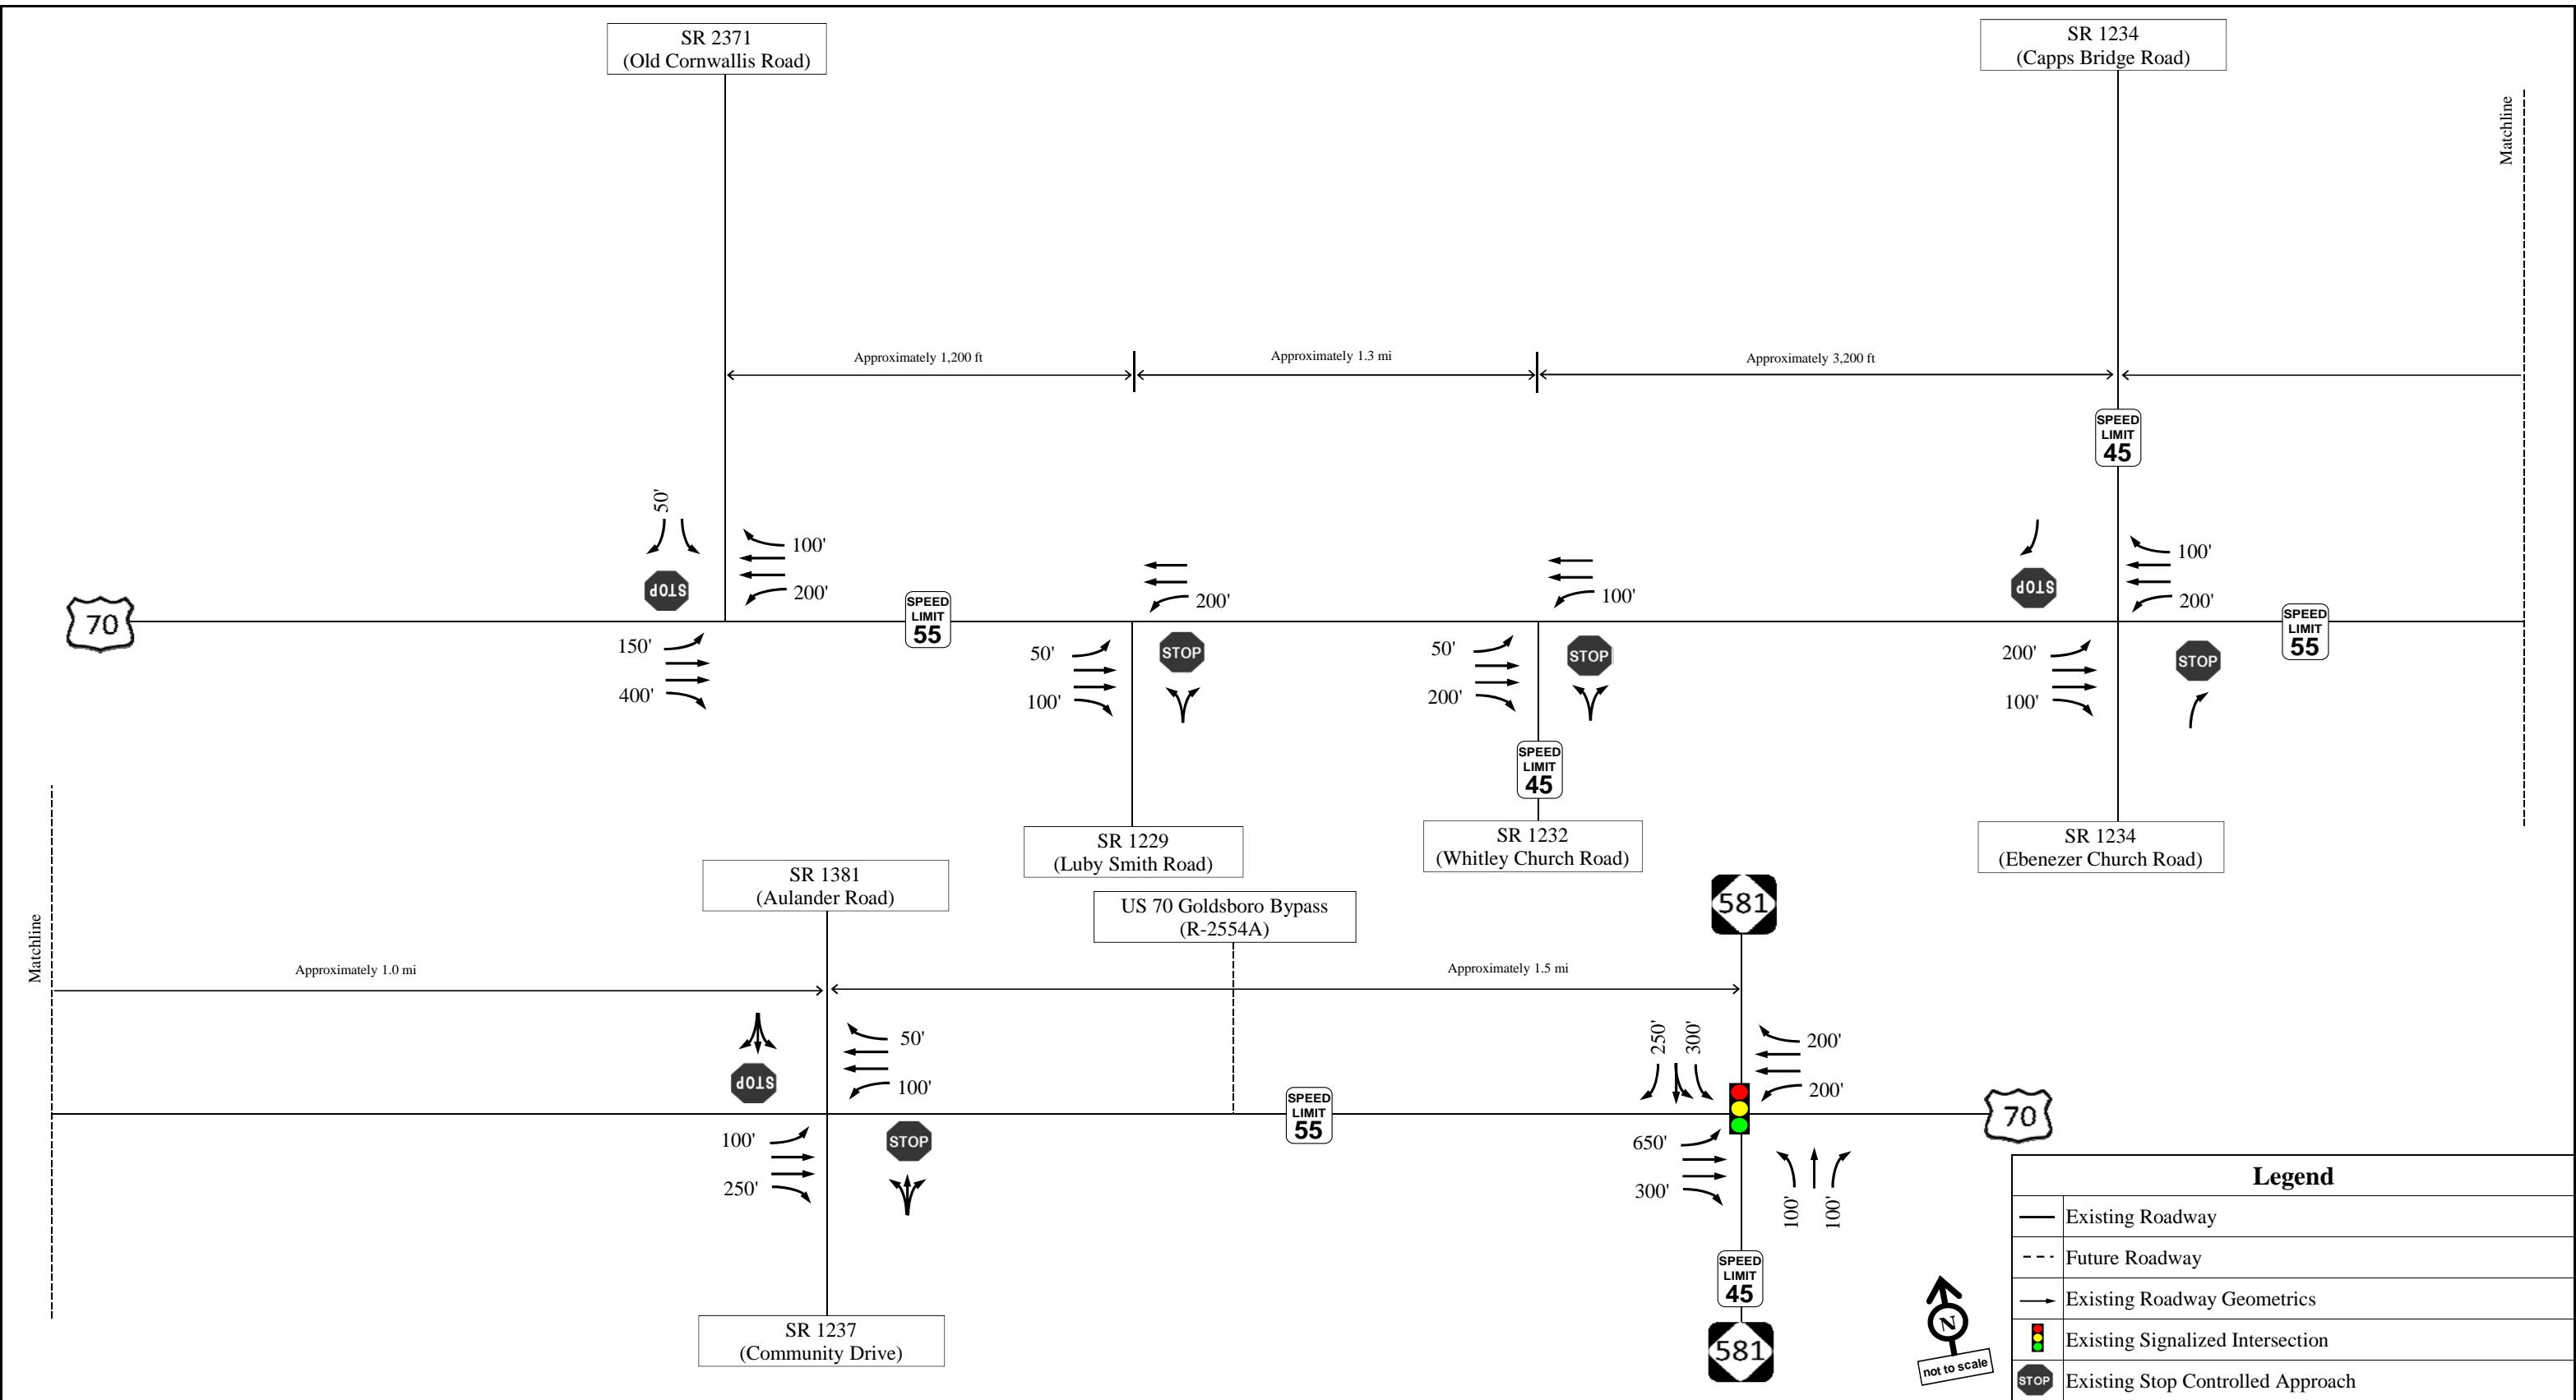 SR 2371
(Old Cornwallis Road)
SR 1234
(Capps Bridge Road)
Matchline
Approximately 1,200 ft
Approximately 1.3 mi
Approximately 3,200 ft
SPEED
LIMIT
45
50'
STOP
100'
200'
200'
100'
STOP
100'
200'
70
SPEED
LIMIT
55
SPEED
LIMIT
55
150'
400'
50'
100'
STOP
50'
200'
STOP
200'
100'
STOP
SPEED
LIMIT
45
SR 1229
(Luby Smith Road)
SR 1232
(Whitley Church Road)
SR 1234
(Ebenezer Church Road)
Matchline
SR 1381
(Aulander Road)
US 70 Goldsboro Bypass
(R-2554A)
581
Approximately 1.0 mi
Approximately 1.5 mi
STOP
50'
100'
250'
300'
200'
200'
SPEED
LIMIT
55
70
100'
250'
STOP
650'
300'
100'
100'
SPEED
LIMIT
45
581
SR 1237
(Community Drive)
N
not to scale
Legend
Existing Roadway
Future Roadway
Existing Roadway Geometrics
Existing Signalized Intersection
STOP Existing Stop Controlled Approach